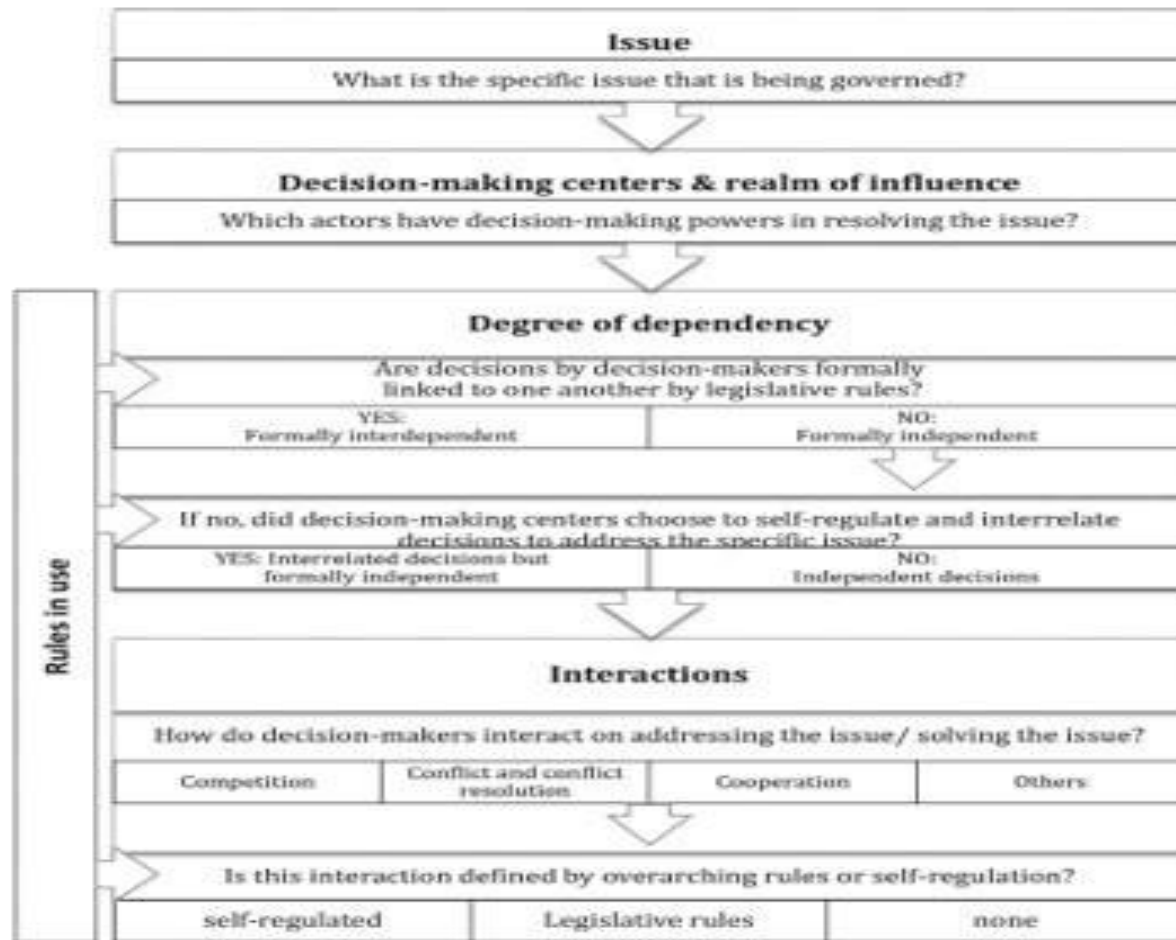 Issue
What is the specific issue that is being governed?
Decision-making centers & realm of influence
Which actors have decision-making powers in resolving the issue?
Degree of dependency
Are decisions by decision-makers formally
linked to one another by legislative rules?
YES:
Formally interdependent
NO:
Formally independent
If no, did decision-making centers choose to self-regulate and interrelate
decisions to address the specific issue?
YES: Interrelated decisions but
formally independent
NO:
Independent decisions
Interactions
How do decision-makers interact on addressing the issue/ solving the issue?
Competition
Conflict and conflict
resolution
Cooperation
Others
Is this interaction defined by overarching rules or self-regulation?
self-regulated
Legislative rules
none
Rules in use